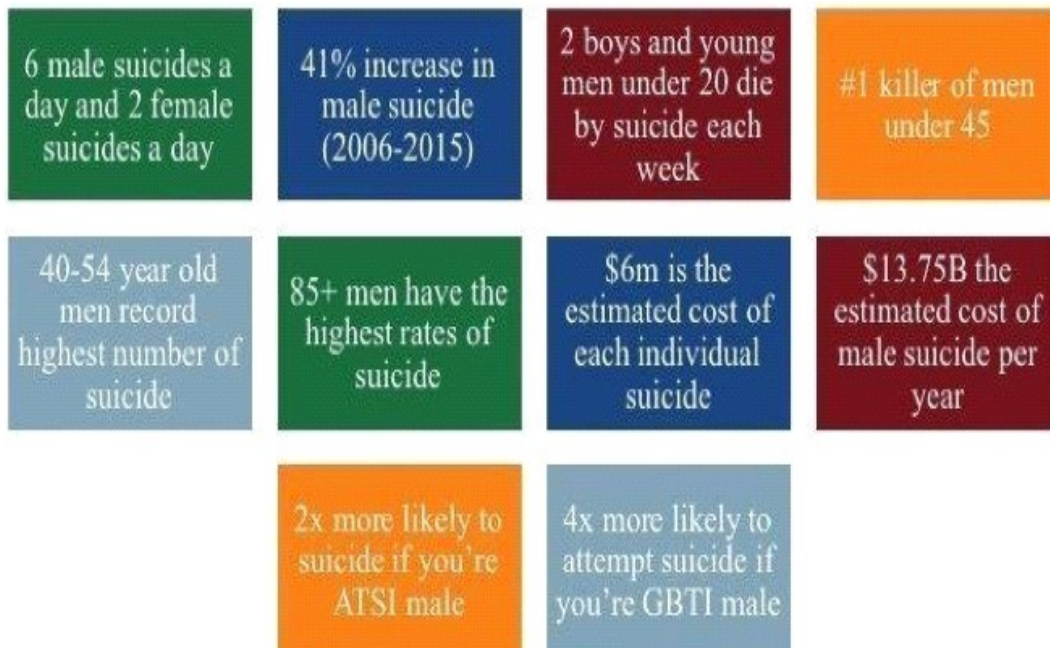 6 male suicides a
day and 2 female
suicides a day
41% increase in
male suicide
(2006-2015)
2 boys and young
men under 20 die
by suicide each
week
#1 killer of men
under 45
40-54 year old
men record
highest number of
suicide
85+ men have the
highest rates of
suicide
$6m is the
estimated cost of
each individual
suicide
$13.75B the
estimated cost of
male suicide per
year
2x more likely to
suicide if you're
ATSI male
4x more likely to
attempt suicide if
you're GBTI male